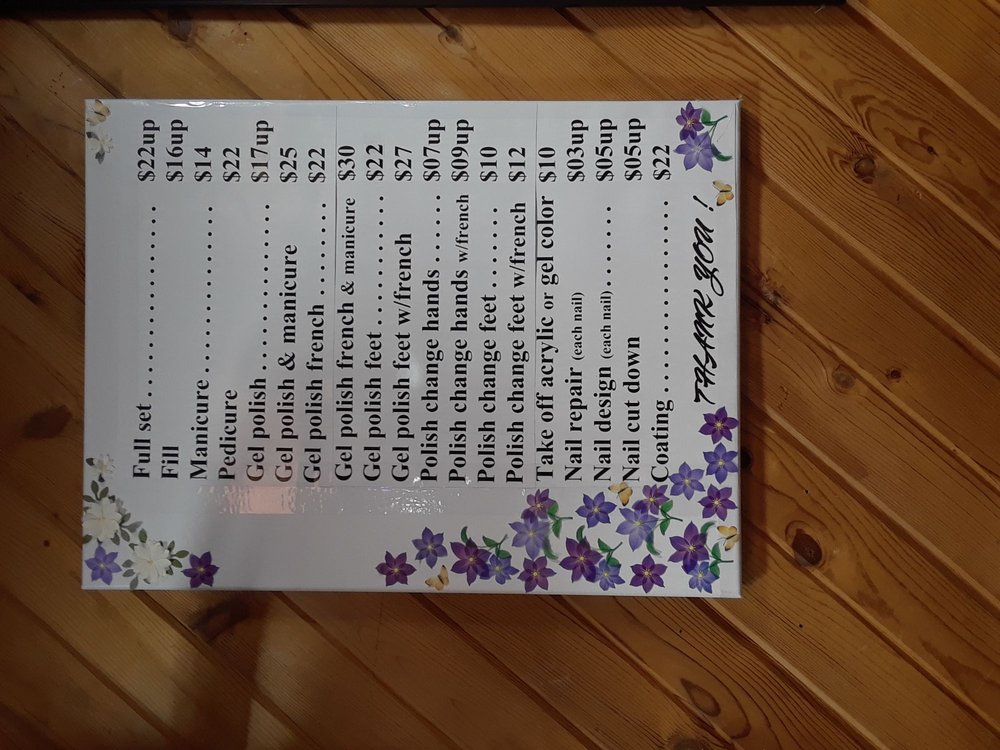 Full set . . . . . . . . . . . . . . . . . . . . $22up
Fill $16up
Manicure . . . . . . . . . . . . . . . . . $14
Pedicure $22
Gel polish . . . . . . . . . . . . . . . . $17up
Gel polish & manicure $25
Gel polish french . . . . . . . . $22
Gel polish french & manicure $30
Gel polish feet . . . . . . . . . . . $22
Gel polish feet w/french $27
Polish change hands . . . . . . $07up
Polish change hands w/french $09up
Polish change feet . . . . . . . . $10
Polish change feet w/french $12
Take off acrylic or gel color $10
Nail repair (each nail) $03up
Nail design (each nail) . . . . . . . $05up
Nail cut down $05up
Coating . . . . . . . . . . . . . . . . . . $22
THANK YOU !